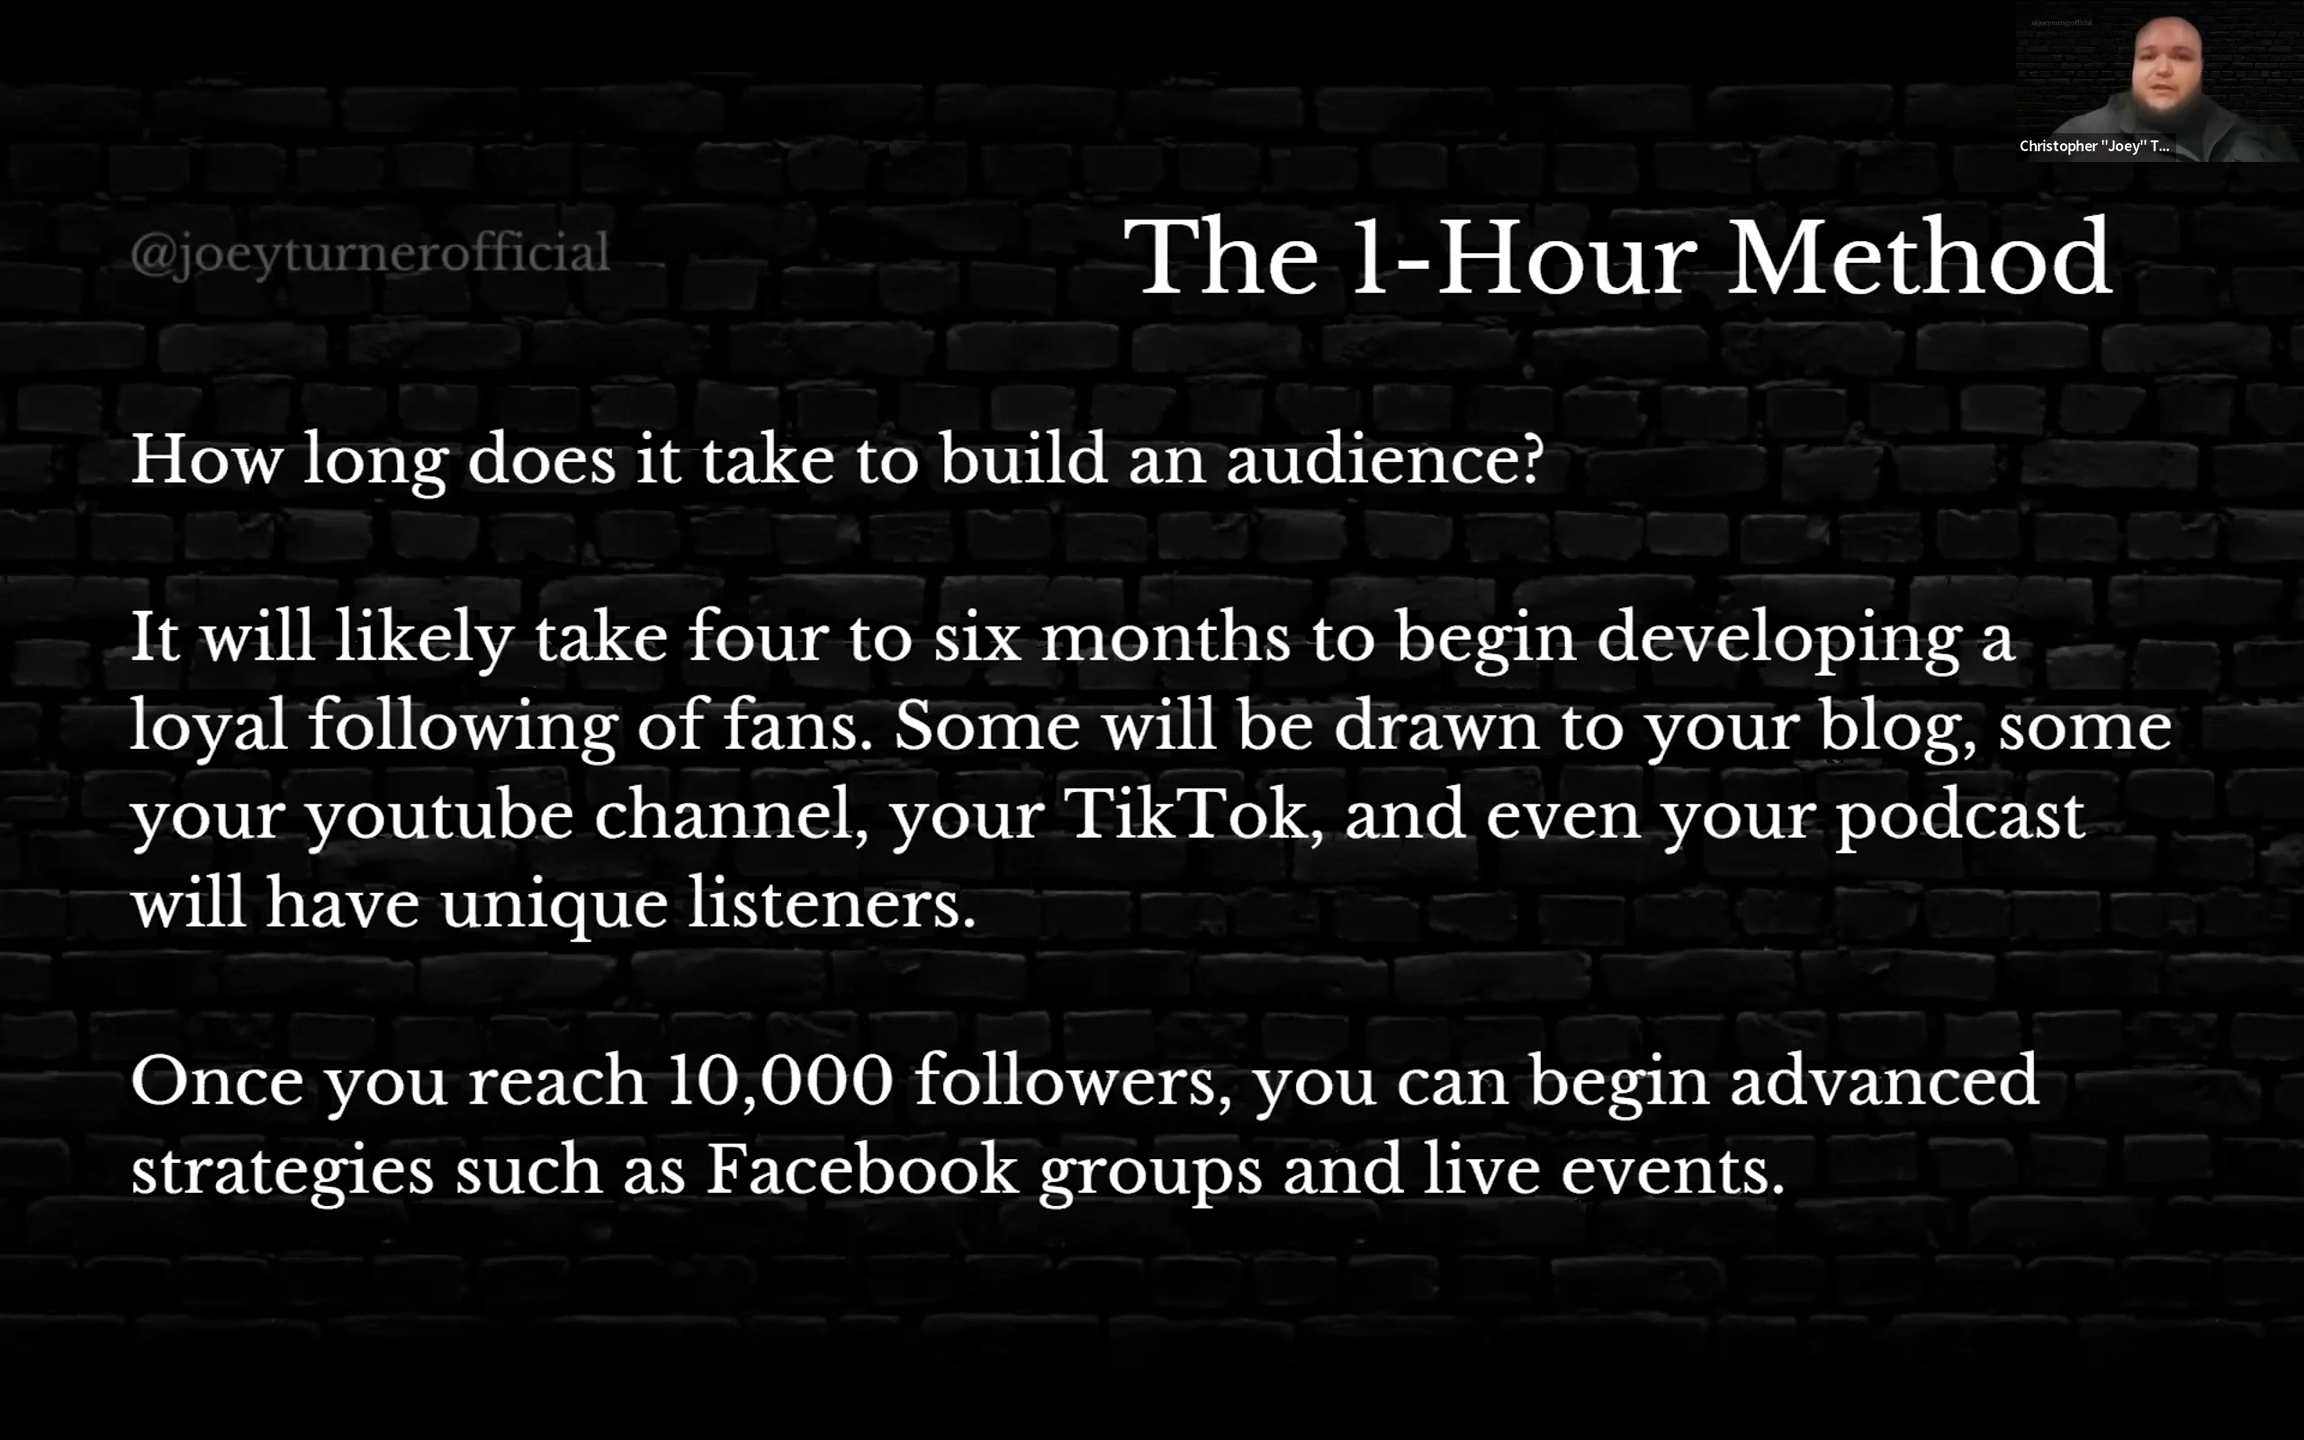 @joeyturnerofficial
Christopher "Joey" T...
@joeyturnerofficial
The 1-Hour Method
How long does it take to build an audience?
It will likely take four to six months to begin developing a
loyal following of fans. Some will be drawn to your blog, some
your youtube channel, your TikTok, and even your podcast
will have unique listeners.
Once you reach 10,000 followers, you can begin advanced
strategies such as Facebook groups and live events.